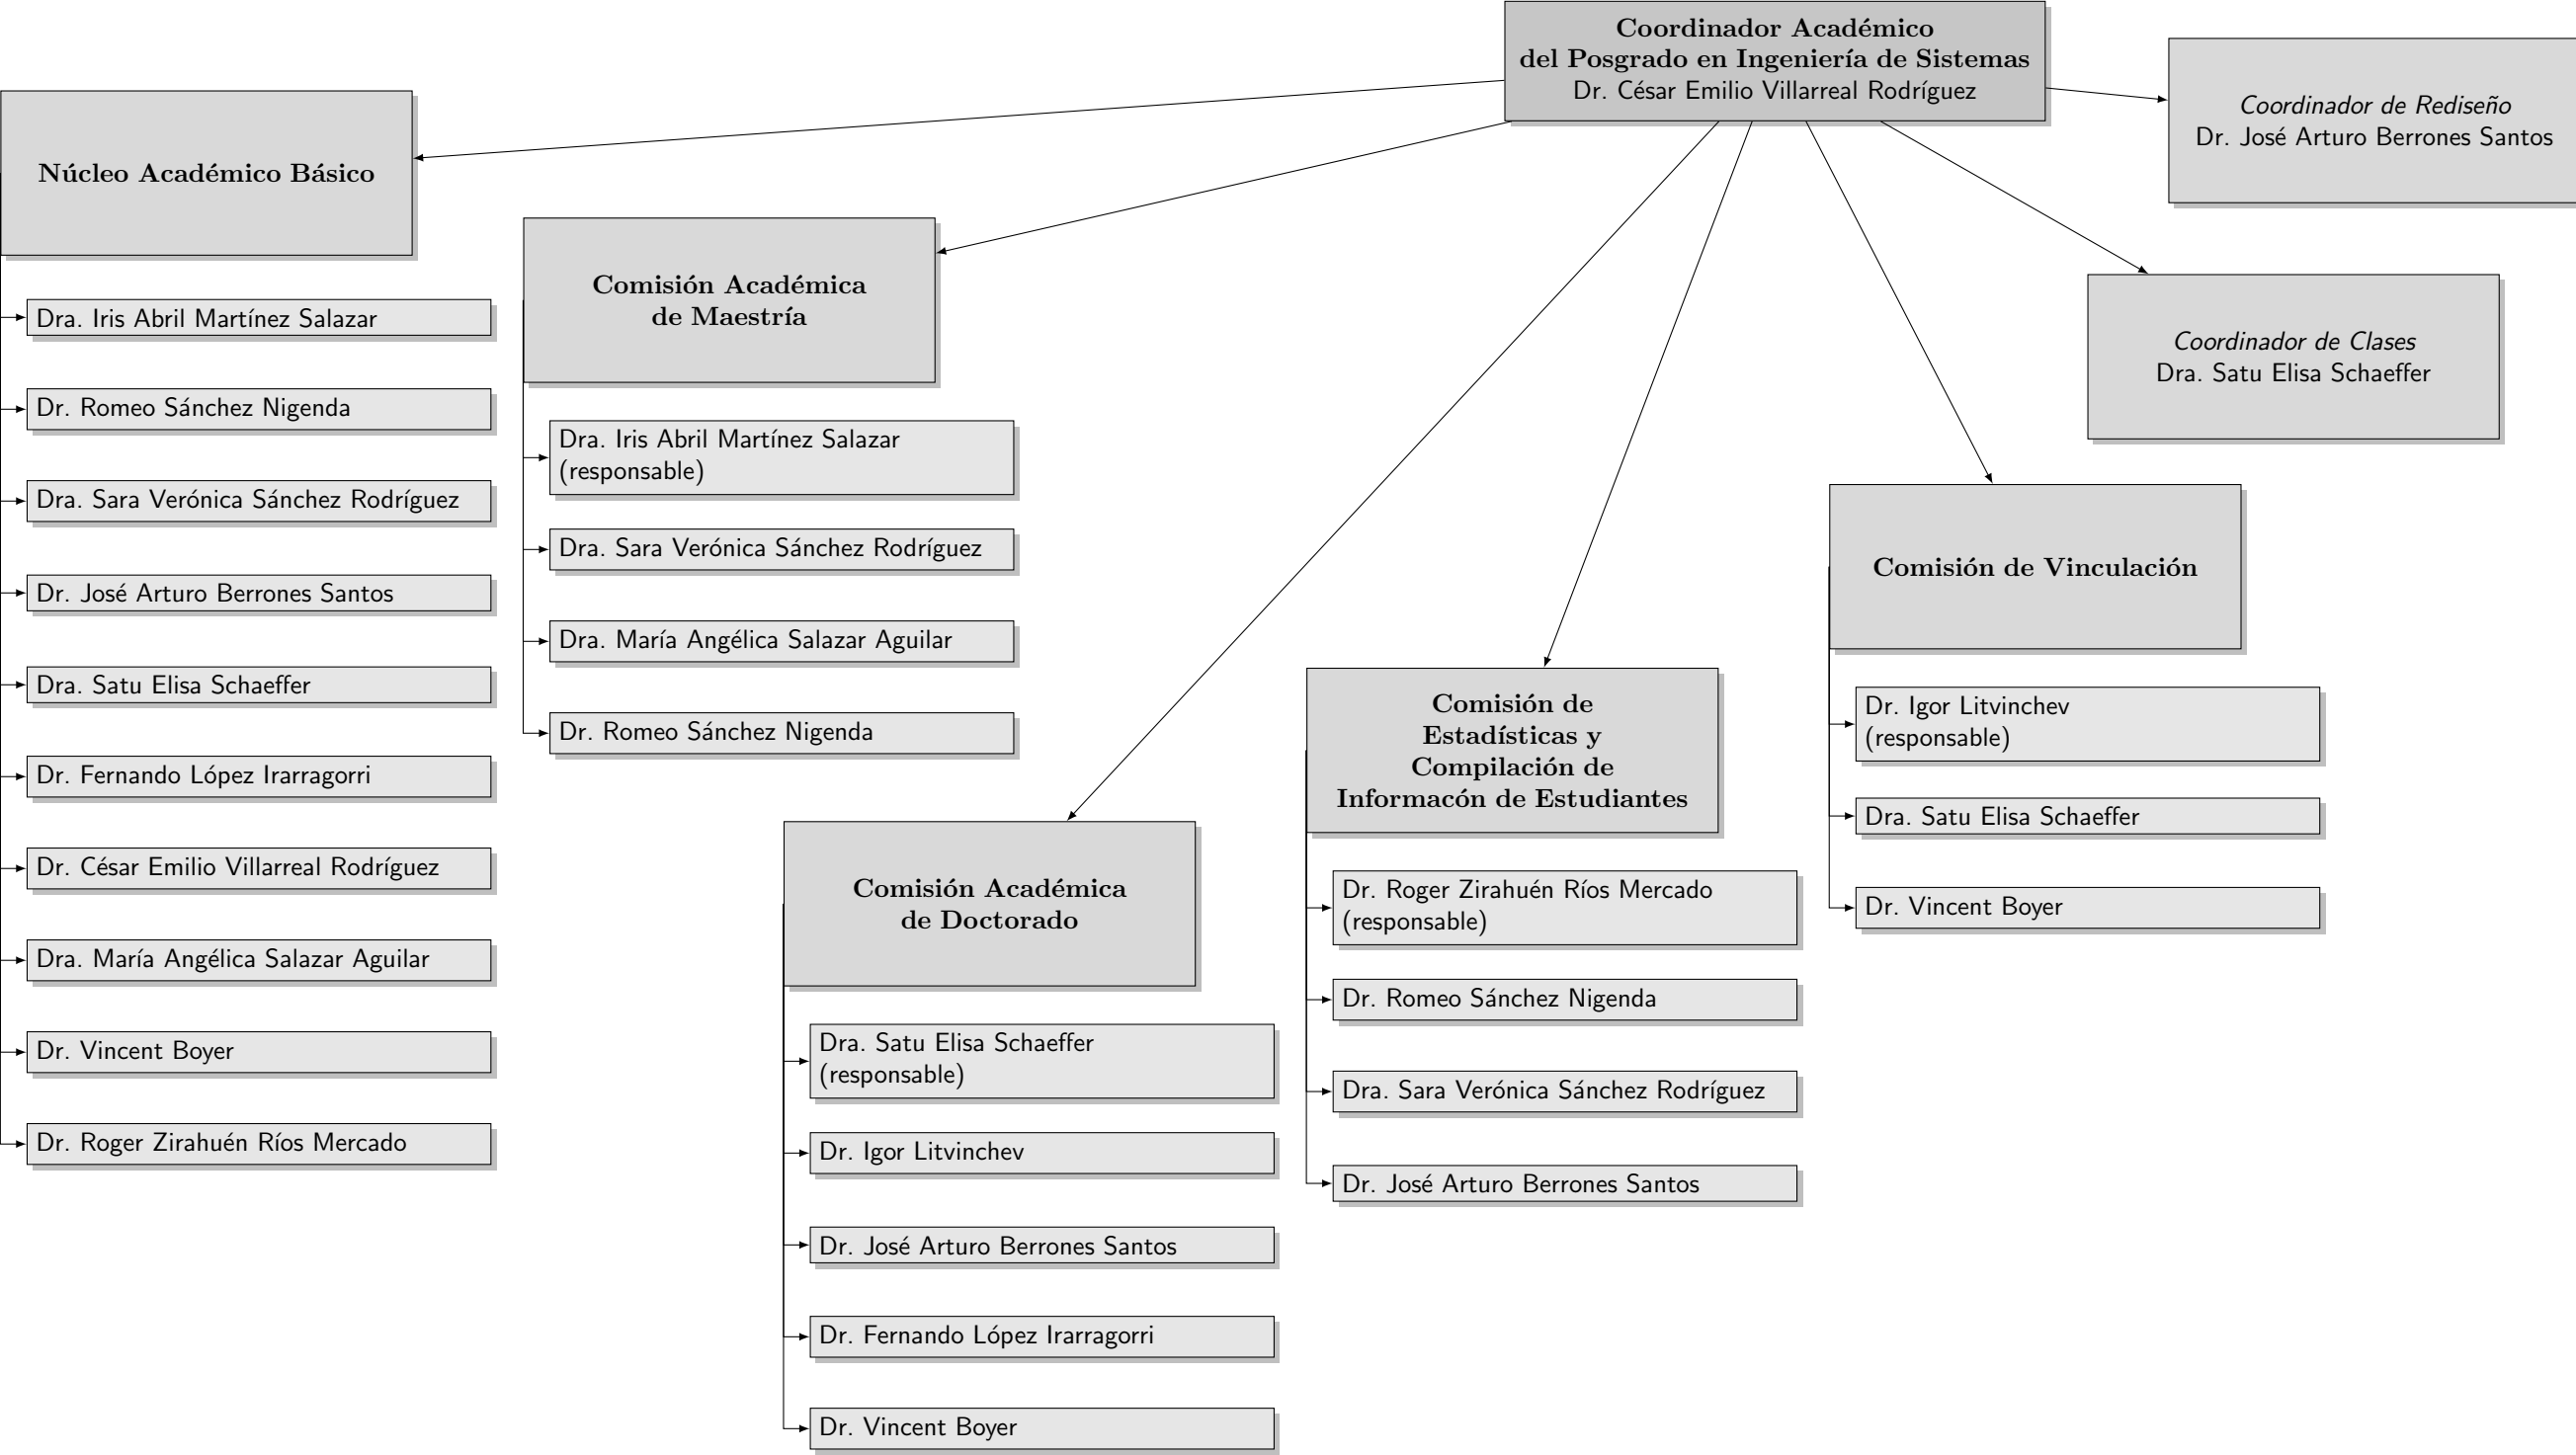 Coordinador Académico
del Posgrado en Ingeniería de Sistemas
Dr. César Emilio Villarreal Rodríguez
Coordinador de Rediseño
Dr. José Arturo Berrones Santos
Núcleo Académico Básico
Dra. Iris Abril Martínez Salazar
Dr. Romeo Sánchez Nigenda
Dra. Sara Verónica Sánchez Rodríguez
Dr. José Arturo Berrones Santos
Dra. Satu Elisa Schaeffer
Dr. Fernando López Irarragorri
Dr. César Emilio Villarreal Rodríguez
Dra. María Angélica Salazar Aguilar
Dr. Vincent Boyer
Dr. Roger Zirahuén Ríos Mercado
Comisión Académica
de Maestría
Dra. Iris Abril Martínez Salazar
(responsable)
Dra. Sara Verónica Sánchez Rodríguez
Dra. María Angélica Salazar Aguilar
Dr. Romeo Sánchez Nigenda
Comisión Académica
de Doctorado
Dra. Satu Elisa Schaeffer
(responsable)
Dr. Igor Litvinchev
Dr. José Arturo Berrones Santos
Dr. Fernando López Irarragorri
Dr. Vincent Boyer
Comisión de
Estadísticas y
Compilación de
Informacón de Estudiantes
Dr. Roger Zirahuén Ríos Mercado
(responsable)
Dr. Romeo Sánchez Nigenda
Dra. Sara Verónica Sánchez Rodríguez
Dr. José Arturo Berrones Santos
Comisión de Vinculación
Dr. Igor Litvinchev
(responsable)
Dra. Satu Elisa Schaeffer
Dr. Vincent Boyer
Coordinador de Clases
Dra. Satu Elisa Schaeffer